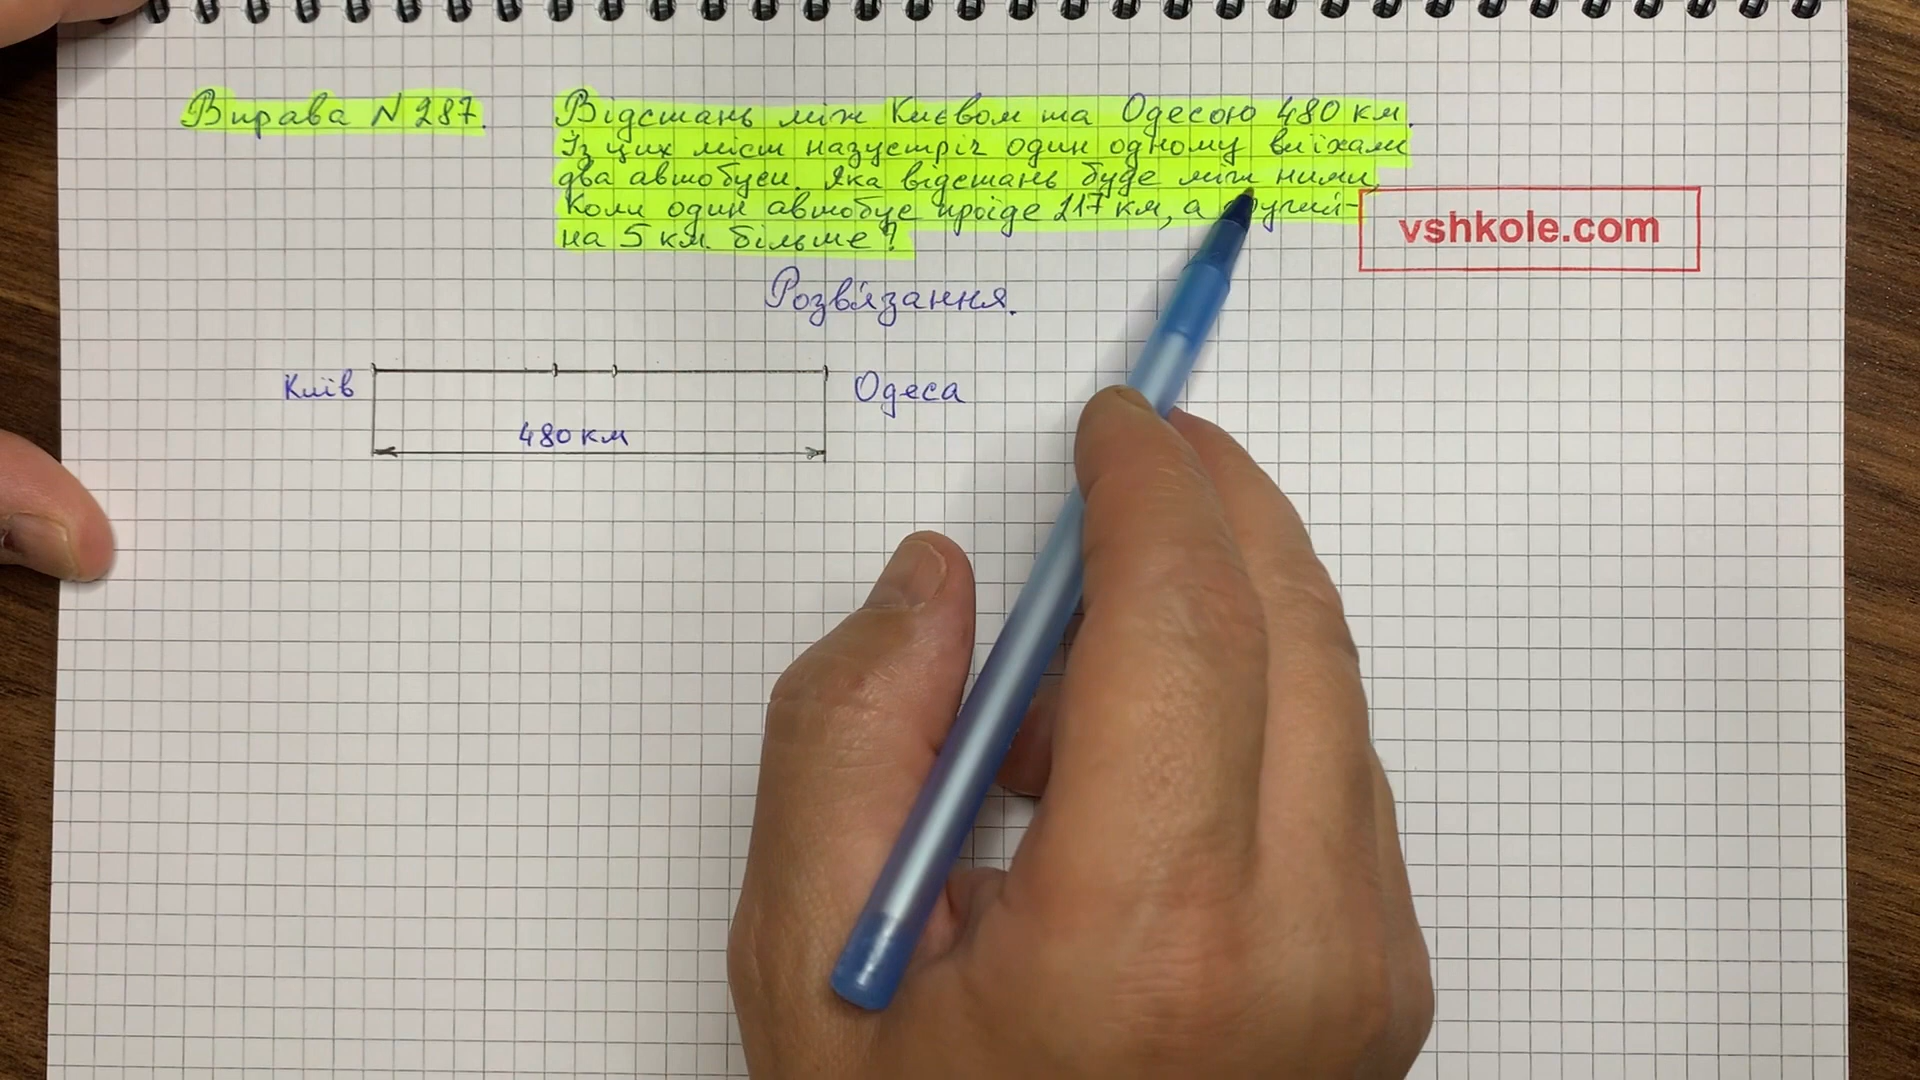 Вправа N 287.
Відстань між Києвом та Одесою 480 км.
Із цих міст назустріч один одному виїхали
два автобуси. Яка відстань буде між ними,
коли один автобус проїде 217 км, а другий-
на 5 км більше?
vshkole.com
Розв'язання.
Київ
Одеса
480 км